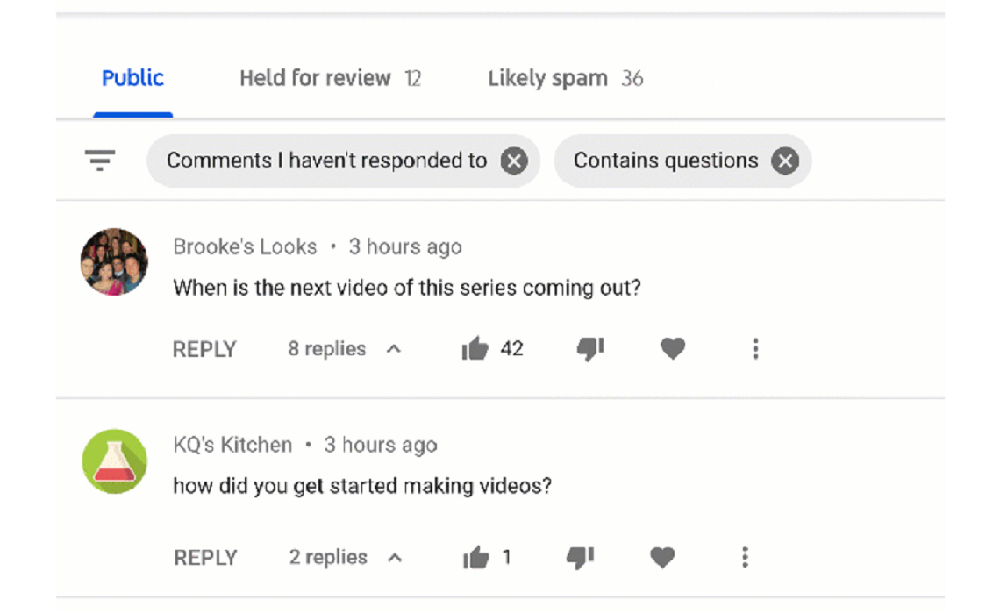 Public Held for review 12 Likely spam 36
Comments I haven't responded to Contains questions
Brooke's Looks • 3 hours ago
When is the next video of this series coming out?
REPLY 8 replies 42
KQ's Kitchen • 3 hours ago
how did you get started making videos?
REPLY 2 replies 1